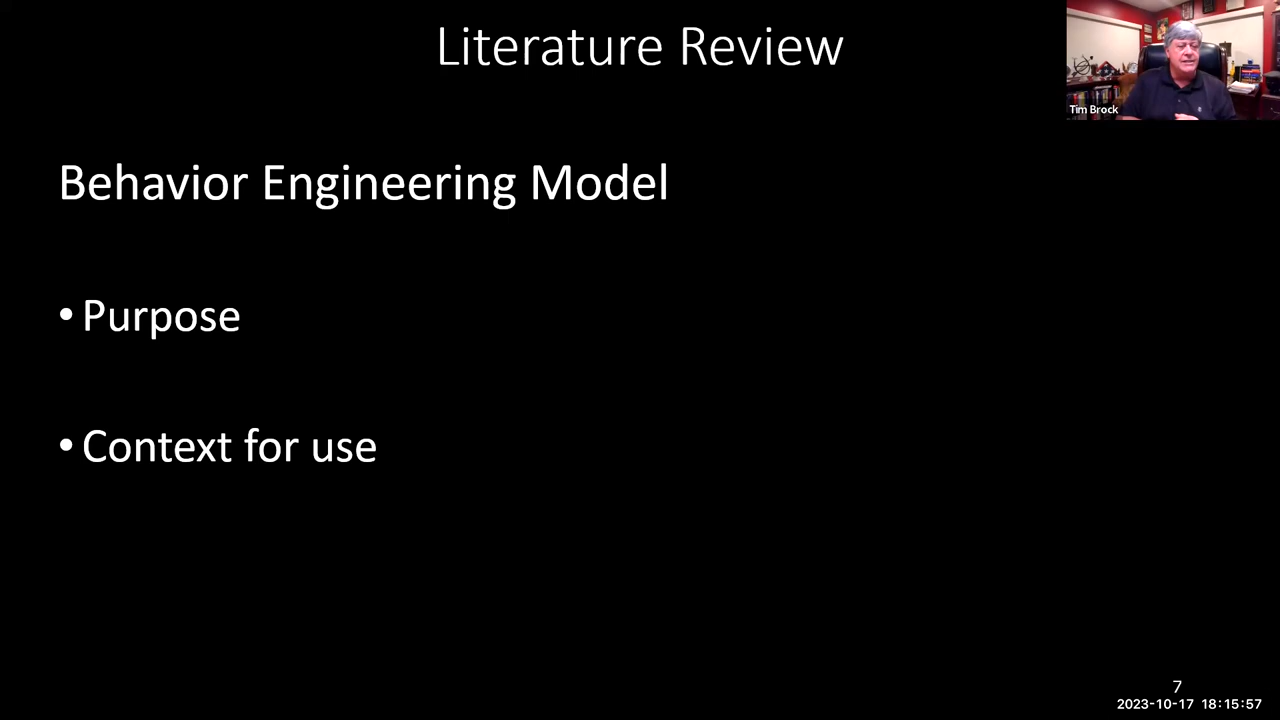 Literature Review
Tim Brock
Behavior Engineering Model
• Purpose
• Context for use
7
2023-10-17 18:15:57